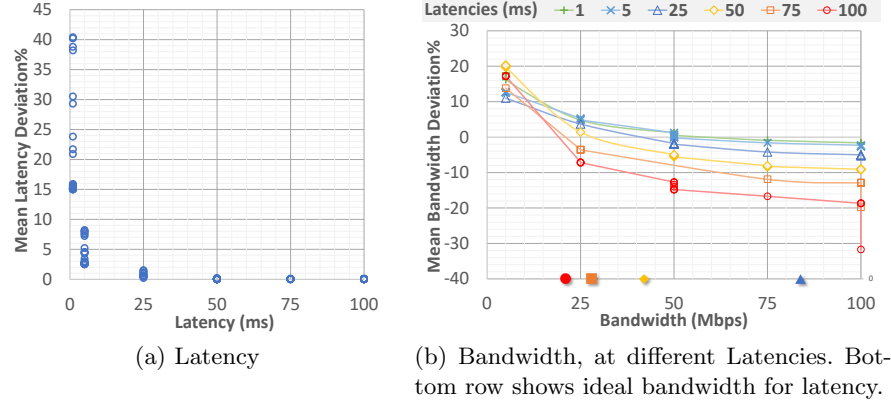 Mean Latency Deviation%
45
40
35
30
25
20
15
10
5
0
0 25 50 75 100
Latency (ms)
(a) Latency
Latencies (ms) 1 5 25 50 75 100
Mean Bandwidth Deviation%
30
20
10
0
-10
-20
-30
-40
0
0 25 50 75 100
Bandwidth (Mbps)
(b) Bandwidth, at different Latencies. Bot-
tom row shows ideal bandwidth for latency.